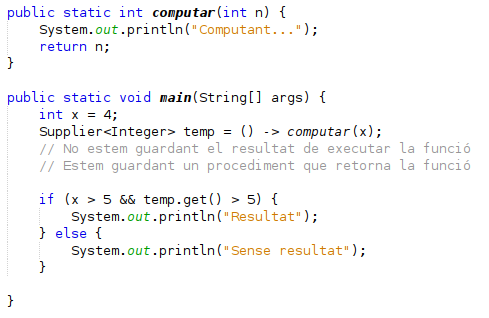 public static int computar(int n) {
    System.out.println("Computant...");
    return n;
}

public static void main(String[] args) {
    int x = 4;
    Supplier<Integer> temp = () -> computar(x);
    // No estem guardant el resultat de executar la funció
    // Estem guardant un procediment que retorna la funció

    if (x > 5 && temp.get() > 5) {
        System.out.println("Resultat");
    } else {
        System.out.println("Sense resultat");
    }

}